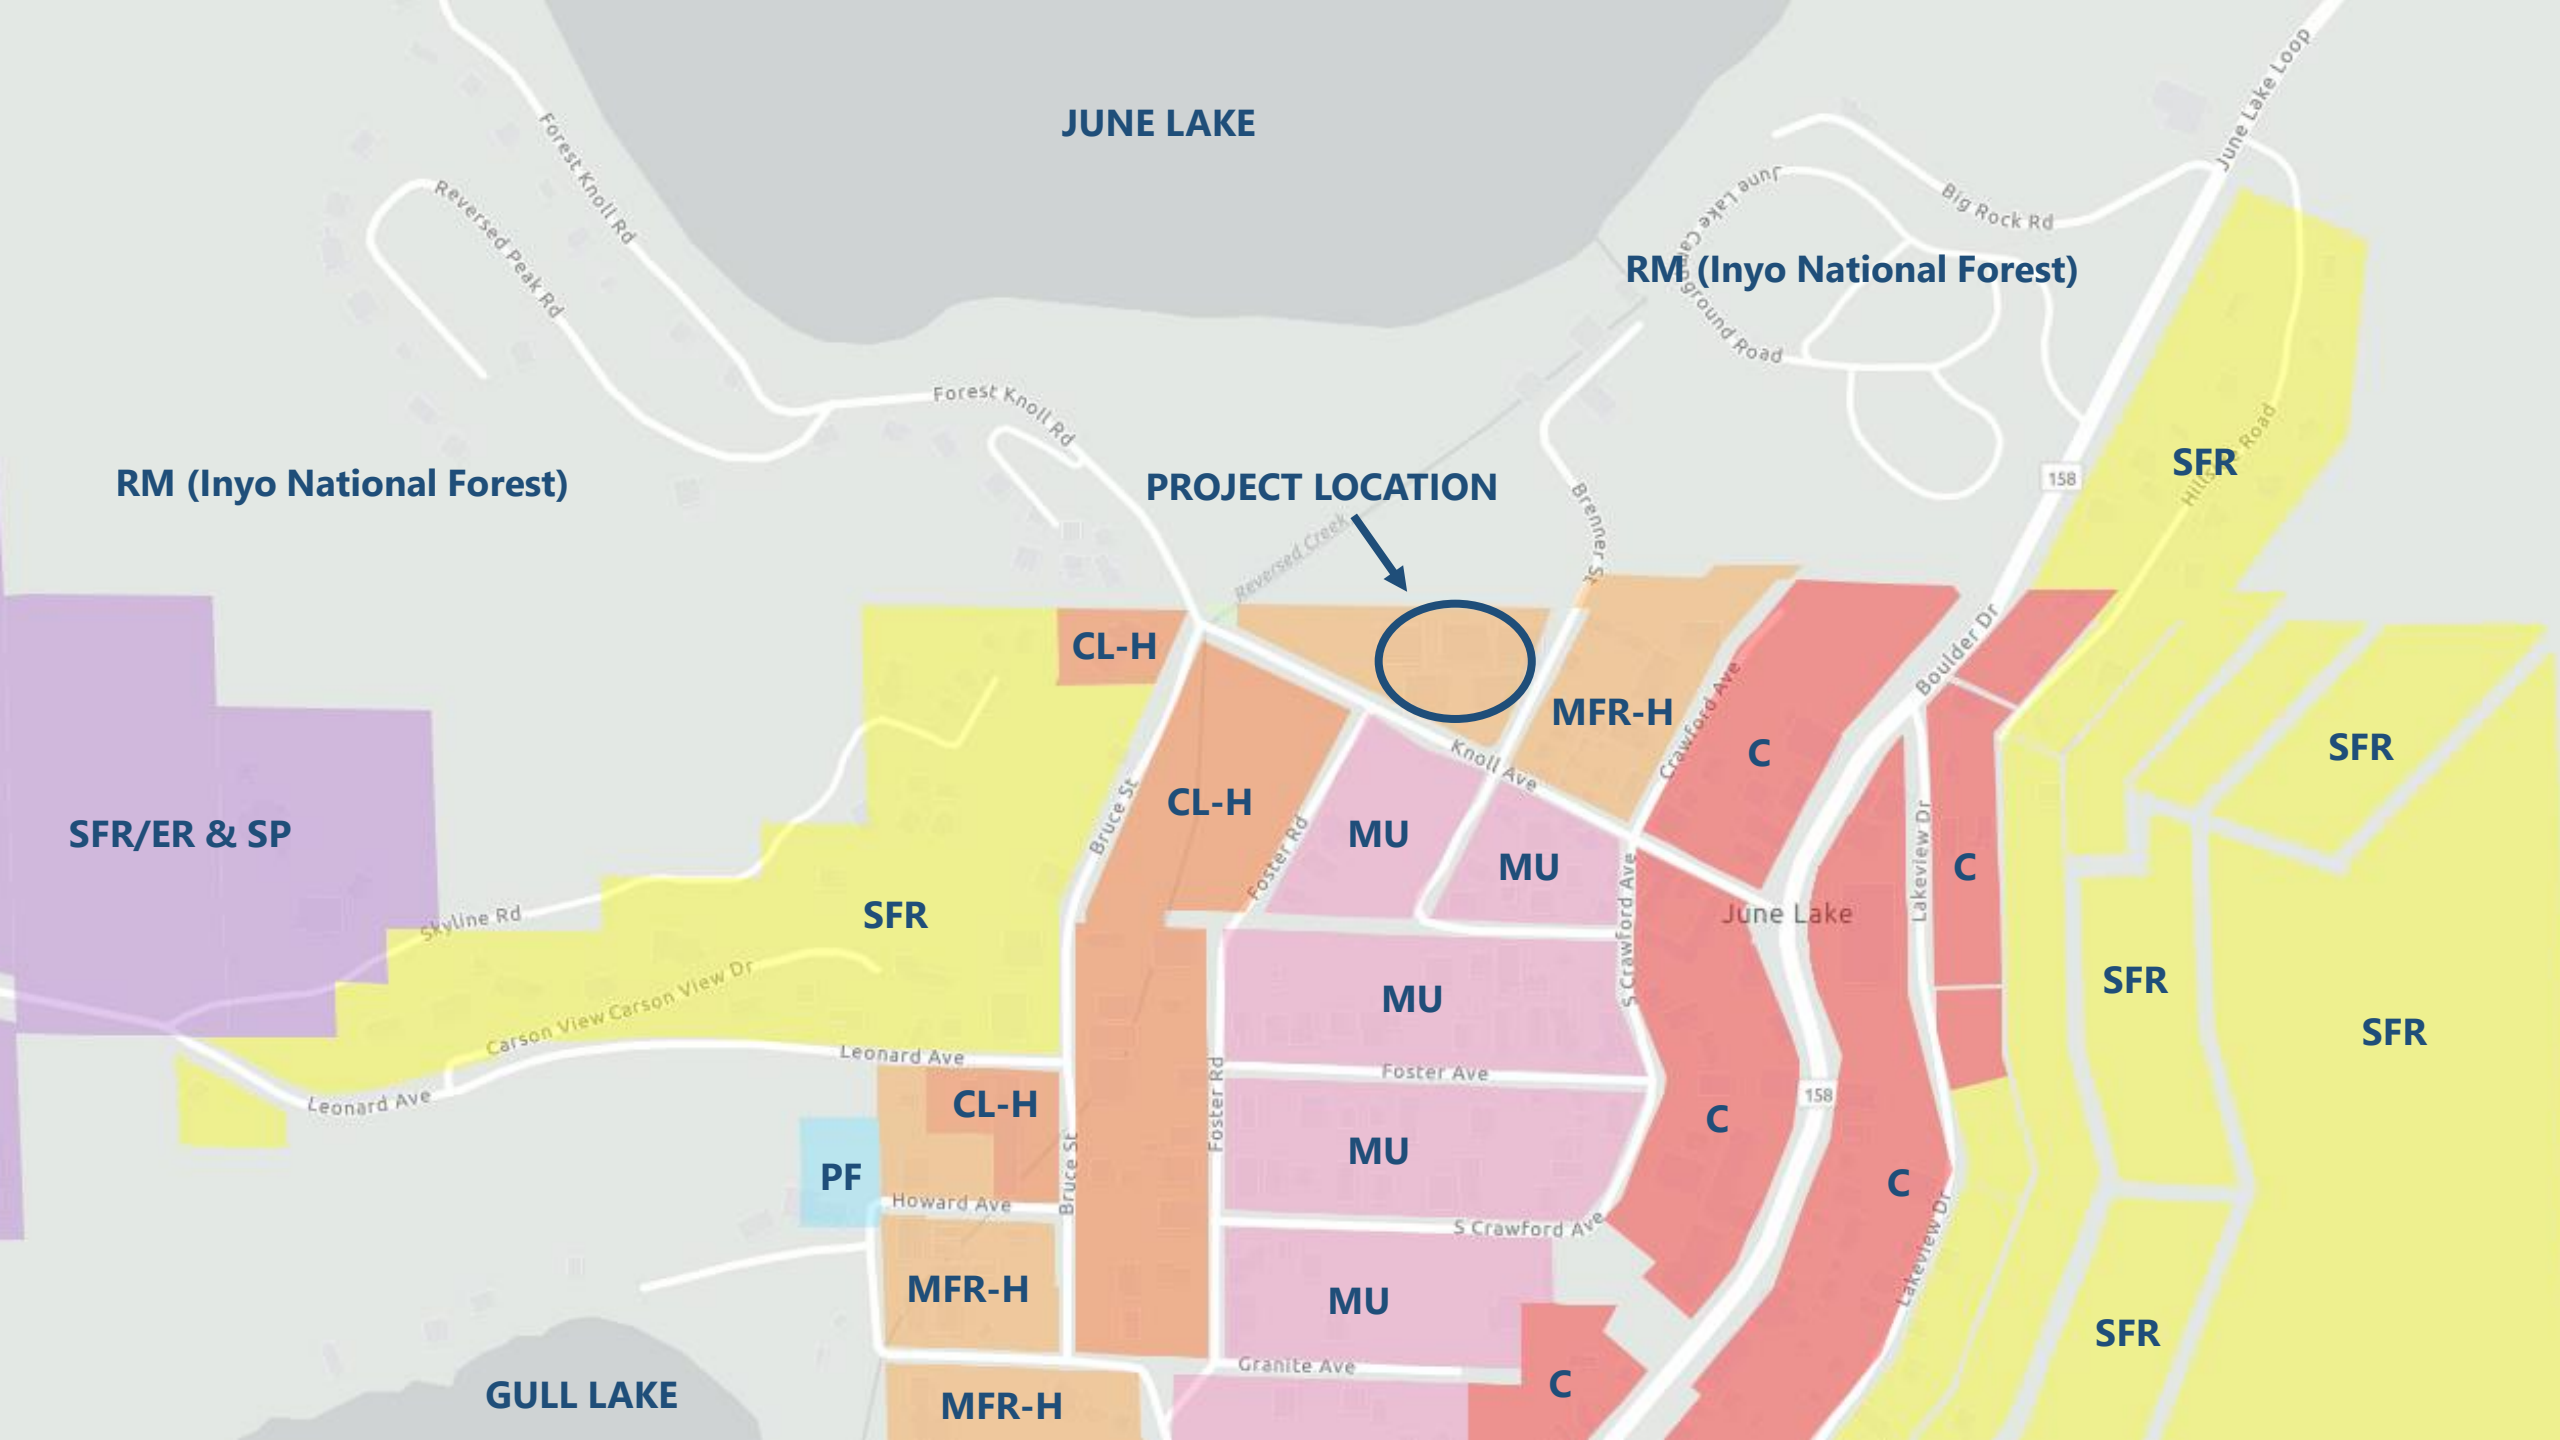 June Lake Loop
JUNE LAKE
Forest Knoll Rd
June Lake Campground Road
Big Rock Rd
Reversed Peak Rd
RM (Inyo National Forest)
Forest Knoll Rd
Hillside Road
SFR
158
RM (Inyo National Forest)
PROJECT LOCATION
Brenner St
Reversed Creek
CL-H
Boulder Dr
MFR-H
Crawford Ave
C
SFR
Knoll Ave
CL-H
Bruce St
SFR/ER & SP
MU
MU
Foster Rd
Lakeview Dr
C
SFR
Skyline Rd
June Lake
S Crawford Ave
Carson View Carson View Dr
MU
SFR
SFR
Leonard Ave
Foster Ave
Leonard Ave
CL-H
158
C
Foster Rd
MU
PF
Bruce St
Howard Ave
C
S Crawford Ave
Lakeview Dr
MFR-H
MU
SFR
Granite Ave
GULL LAKE
MFR-H
C